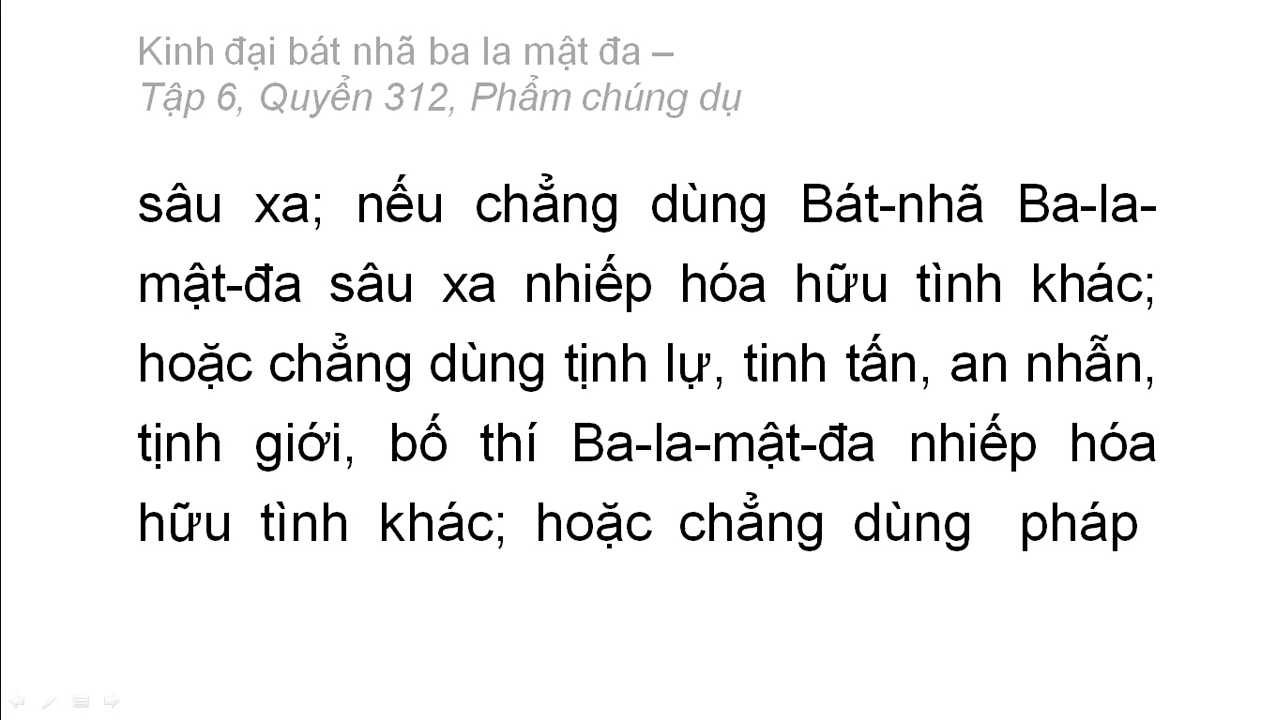 Kinh đại bát nhã ba la mật đa –
Tập 6, Quyển 312, Phẩm chúng dụ
sâu xa; nếu chẳng dùng Bát-nhã Ba-la-
mật-đa sâu xa nhiếp hóa hữu tình khác;
hoặc chẳng dùng tịnh lự, tinh tấn, an nhẫn,
tịnh giới, bố thí Ba-la-mật-đa nhiếp hóa
hữu tình khác; hoặc chẳng dùng pháp